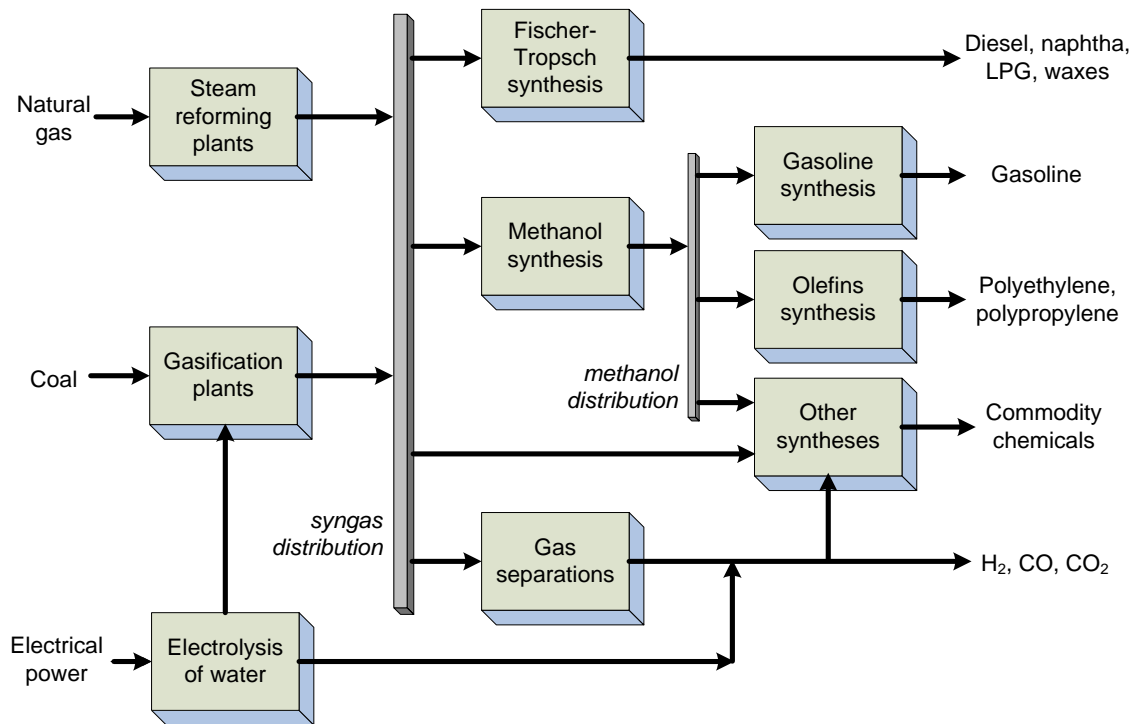 Fischer-
Tropsch
synthesis
Diesel, naphtha,
LPG, waxes
Natural
gas
Steam
reforming
plants
Gasoline
synthesis
Gasoline
Methanol
synthesis
Olefins
synthesis
Polyethylene,
polypropylene
Coal
Gasification
plants
methanol
distribution
Other
syntheses
Commodity
chemicals
syngas
distribution
Gas
separations
H₂, CO, CO₂
Electrical
power
Electrolysis
of water